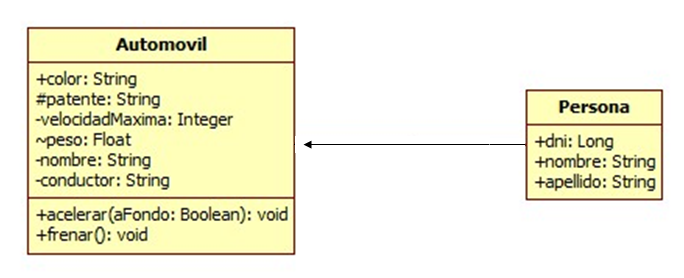 Automovil
+color: String
#patente: String
-velocidadMaxima: Integer
~peso: Float
-nombre: String
-conductor: String
+acelerar(aFondo: Boolean): void
+frenar(): void
Persona
+dni: Long
+nombre: String
+apellido: String